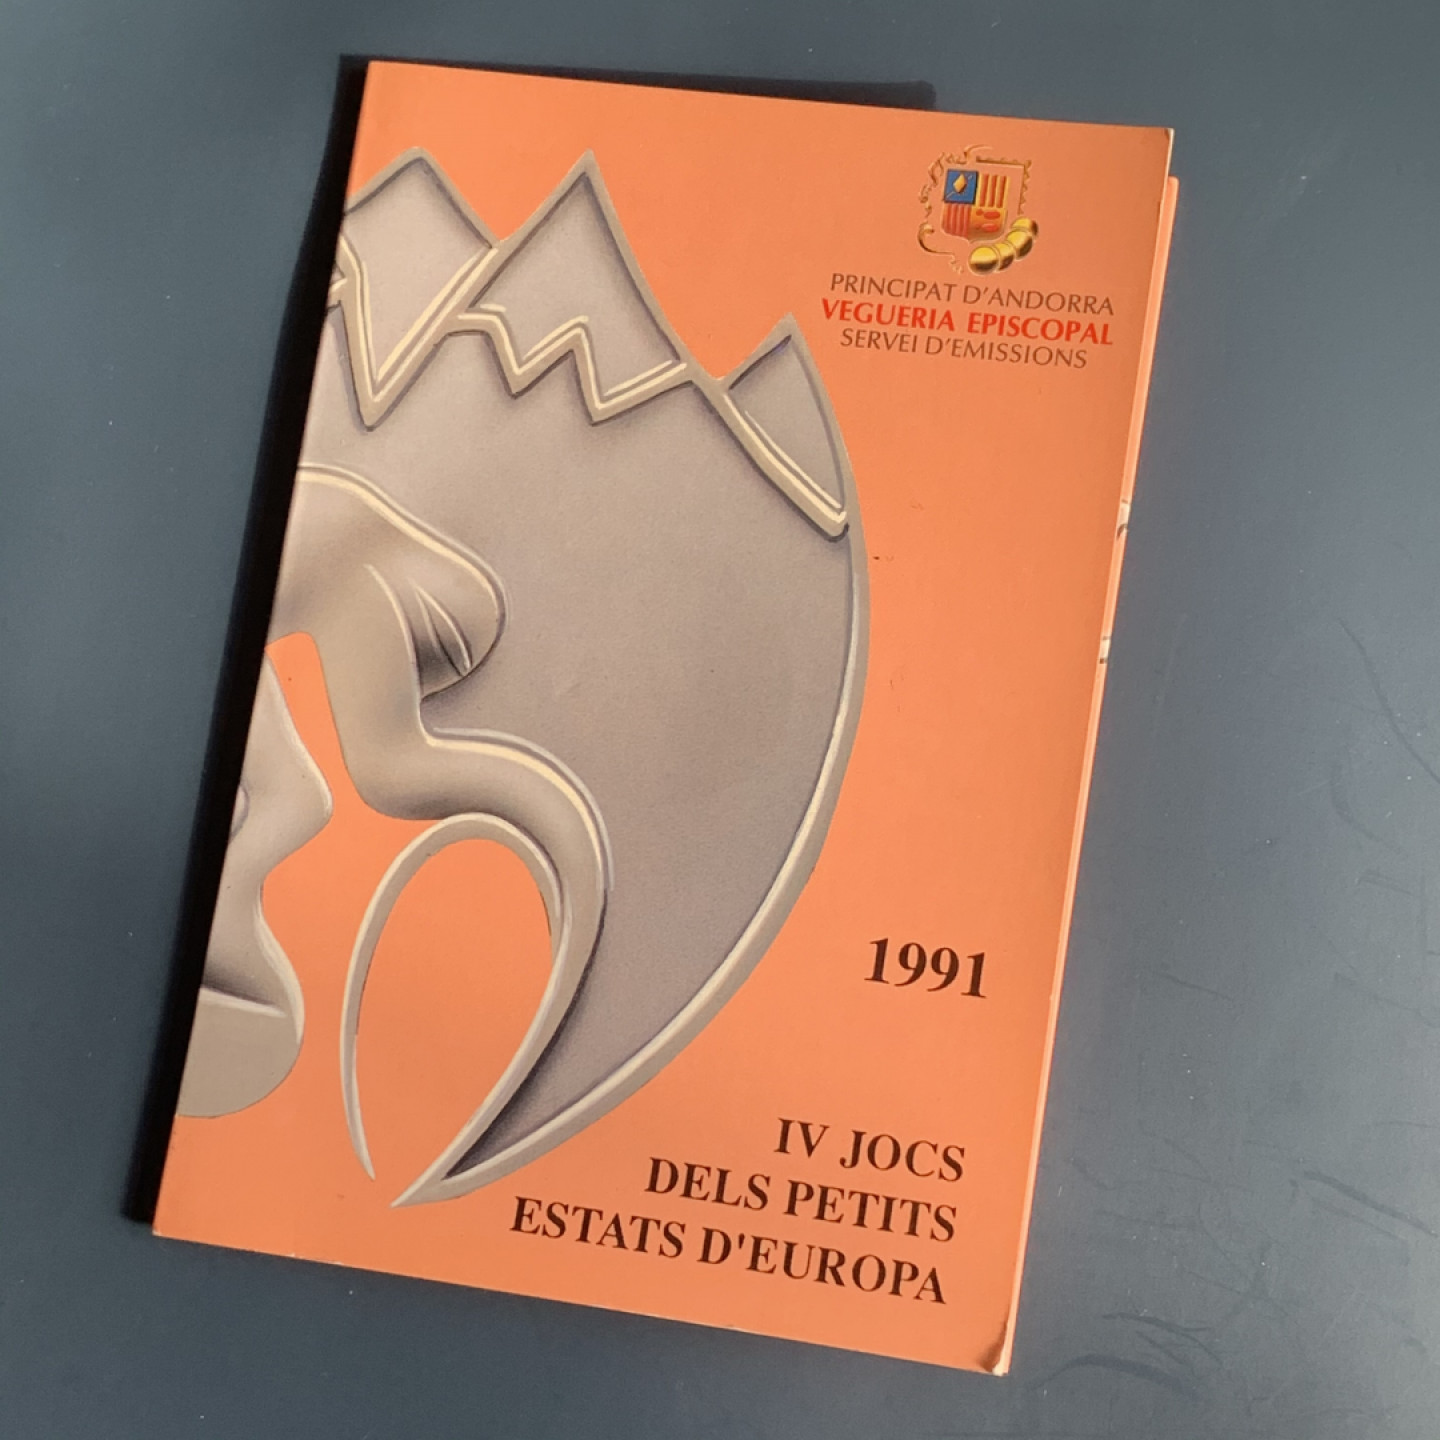 PRINCIPAT D'ANDORRA
VEGUERIA EPISCOPAL
SERVEI D'EMISSIONS
1991
IV JOCS
DELS PETITS
ESTATS D'EUROPA